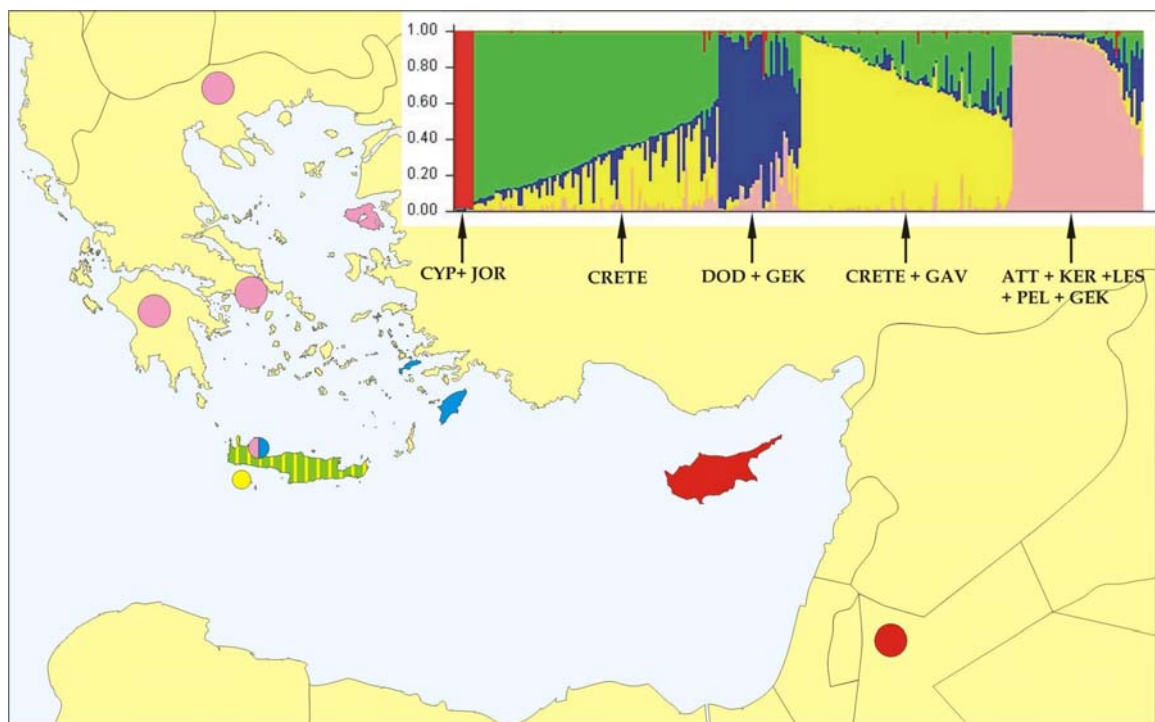 1.00
0.80
0.60
0.40
0.20
0.00
CYP+ JOR
CRETE
DOD + GEK
CRETE + GAV
ATT + KER +LES
+ PEL + GEK